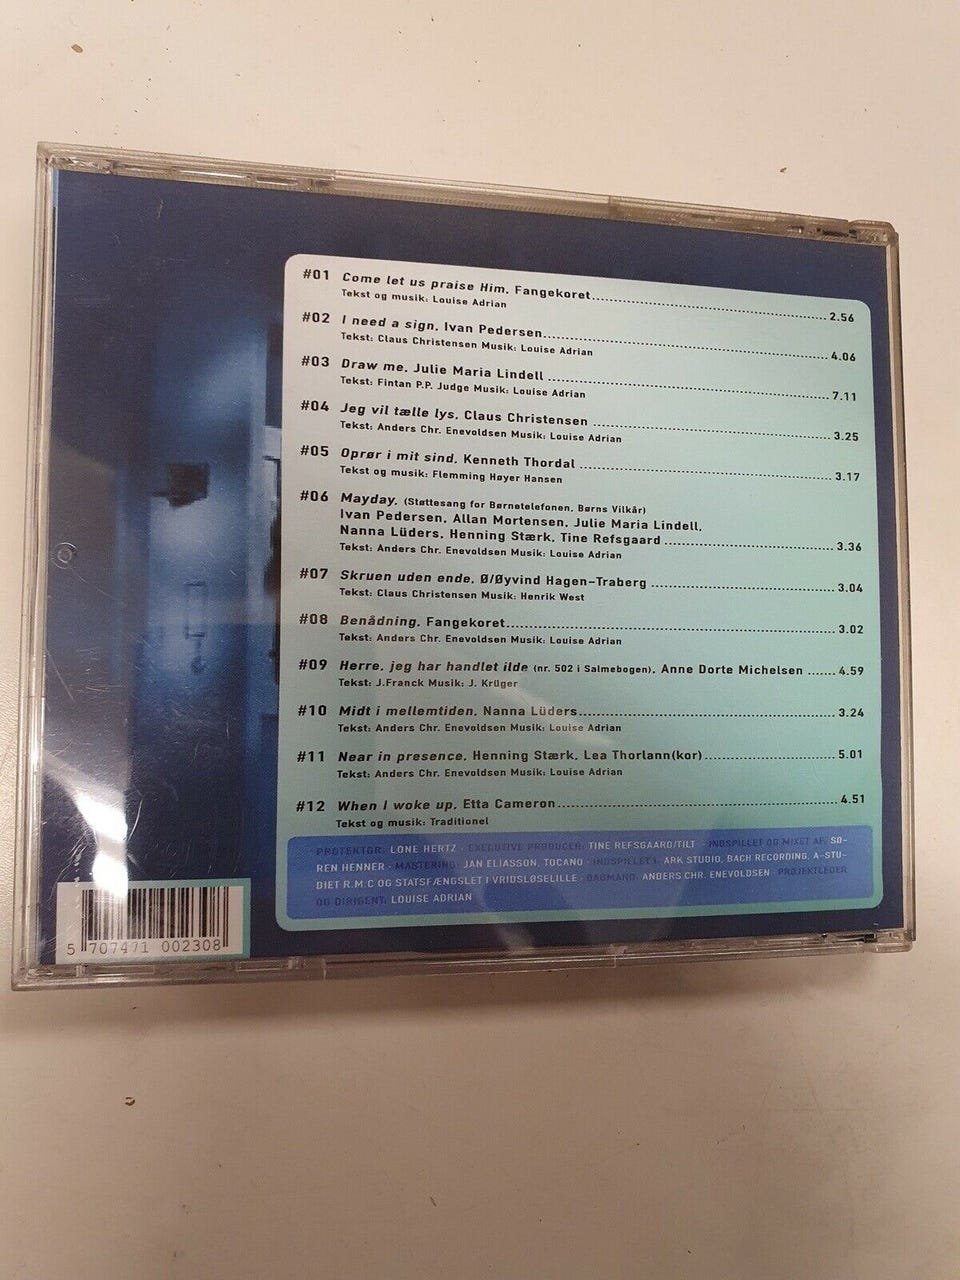 #01 Come let us praise Him, Fangekoret........2.56
Tekst og musik: Louise Adrian
#02 I need a sign, Ivan Pedersen........4.06
Tekst: Claus Christensen Musik: Louise Adrian
#03 Draw me, Julie Maria Lindell ........7.11
Tekst: Fintan P.P. Judge Musik: Louise Adrian
#04 Jeg vil tælle lys, Claus Christensen ........3.25
Tekst: Anders Chr. Enevoldsen Musik: Louise Adrian
#05 Oprør i mit sind, Kenneth Thordal ........3.17
Tekst og musik: Flemming Høyer Hansen
#06 Mayday, (Støttesang for Børnetelefonen, Børns Vilkår)
Ivan Pedersen, Allan Mortensen, Julie Maria Lindell,
Nanna Lüders, Henning Stærk, Tine Refsgaard ........3.36
Tekst: Anders Chr. Enevoldsen Musik: Louise Adrian
#07 Skruen uden ende, Ø/Øyvind Hagen-Traberg ........3.04
Tekst: Claus Christensen Musik: Henrik West
#08 Benådning, Fangekoret........3.02
Tekst: Anders Chr. Enevoldsen Musik: Louise Adrian
#09 Herre, jeg har handlet ilde (nr. 502 i Salmebogen), Anne Dorte Michelsen ......4.59
Tekst: J.Franck Musik: J. Krüger
#10 Midt i mellemtiden, Nanna Lüders........3.24
Tekst: Anders Chr. Enevoldsen Musik: Louise Adrian
#11 Near in presence, Henning Stærk, Lea Thorlann(kor)........5.01
Tekst: Anders Chr. Enevoldsen Musik: Louise Adrian
#12 When I woke up, Etta Cameron........4.51
Tekst og musik: Traditionel
PROTEKTOR: LONE HERTZ · EXECUTIVE PRODUCER: TINE REFSGAARD/TILT · INDSPILLET OG MIXET AF: SØ-
REN HENNER · MASTERING: JAN ELIASSON, TOCANO · INDSPILLET I: ARK STUDIO, BACH RECORDING, A-STU-
DIET R.M.C OG STATSFÆNGSLET I VRIDSLØSELILLE · BAGMAND: ANDERS CHR. ENEVOLDSEN · PROJEKTLEDER
OG DIRIGENT: LOUISE ADRIAN
5 707471 002308